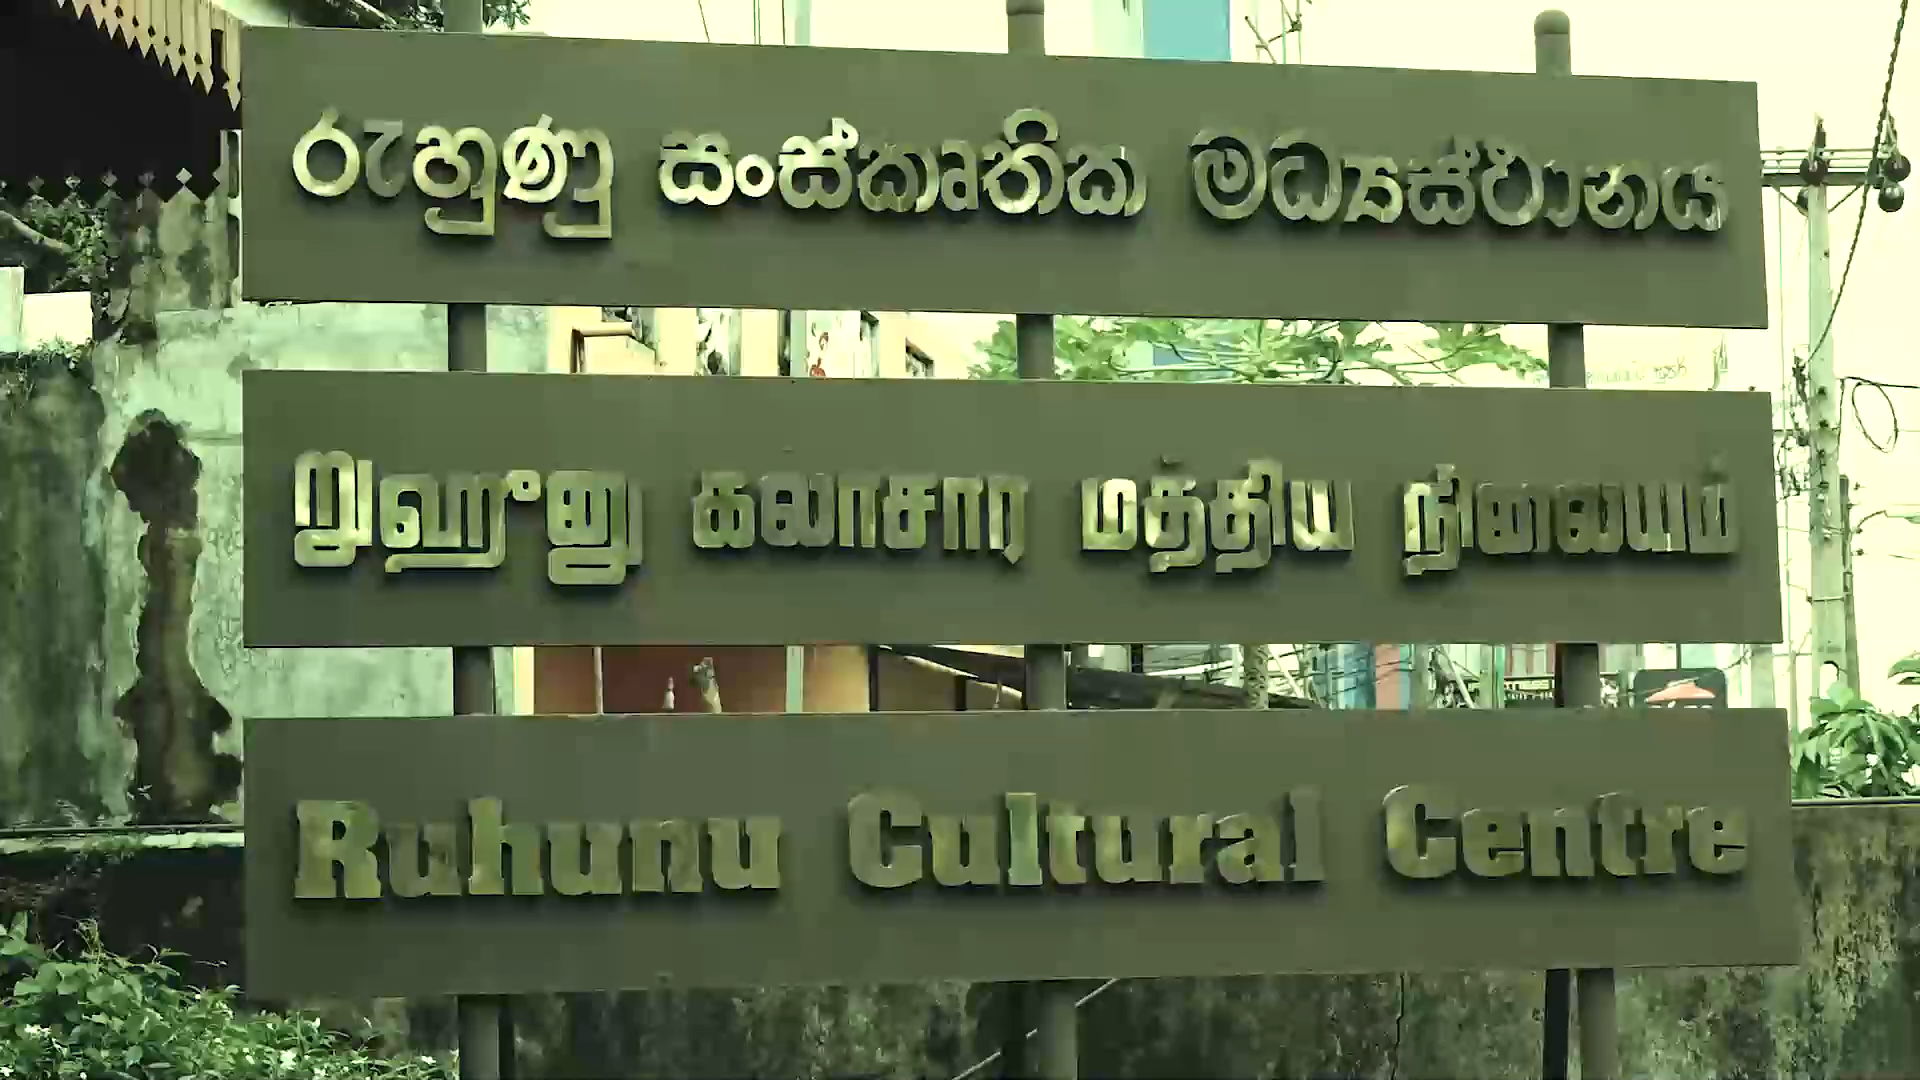 රුහුණු සංස්කෘතික මධ්‍යස්ථානය
றுஹூனு கலாசார மத்திய நிலையம்
Ruhunu Cultural Centre